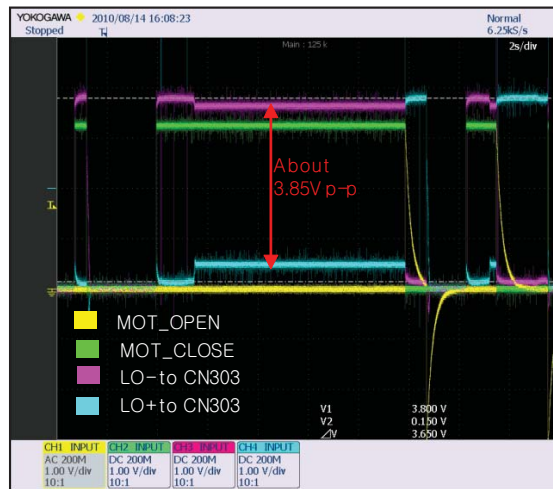 YOKOGAWA 2010/08/14 16:08:23 Normal
Stopped 6.25kS/s
Main : 125 k 2s/div
About
3.85V p-p
MOT_OPEN
MOT_CLOSE
LO- to CN303
LO+ to CN303
V1 3.800 V
V2 0.150 V
⊿V 3.650 V
CH1 INPUT CH2 INPUT CH3 INPUT CH4 INPUT
AC 200M DC 200M DC 200M DC 200M
1.00 V/div 1.00 V/div 1.00 V/div 1.00 V/div
10:1 10:1 10:1 10:1